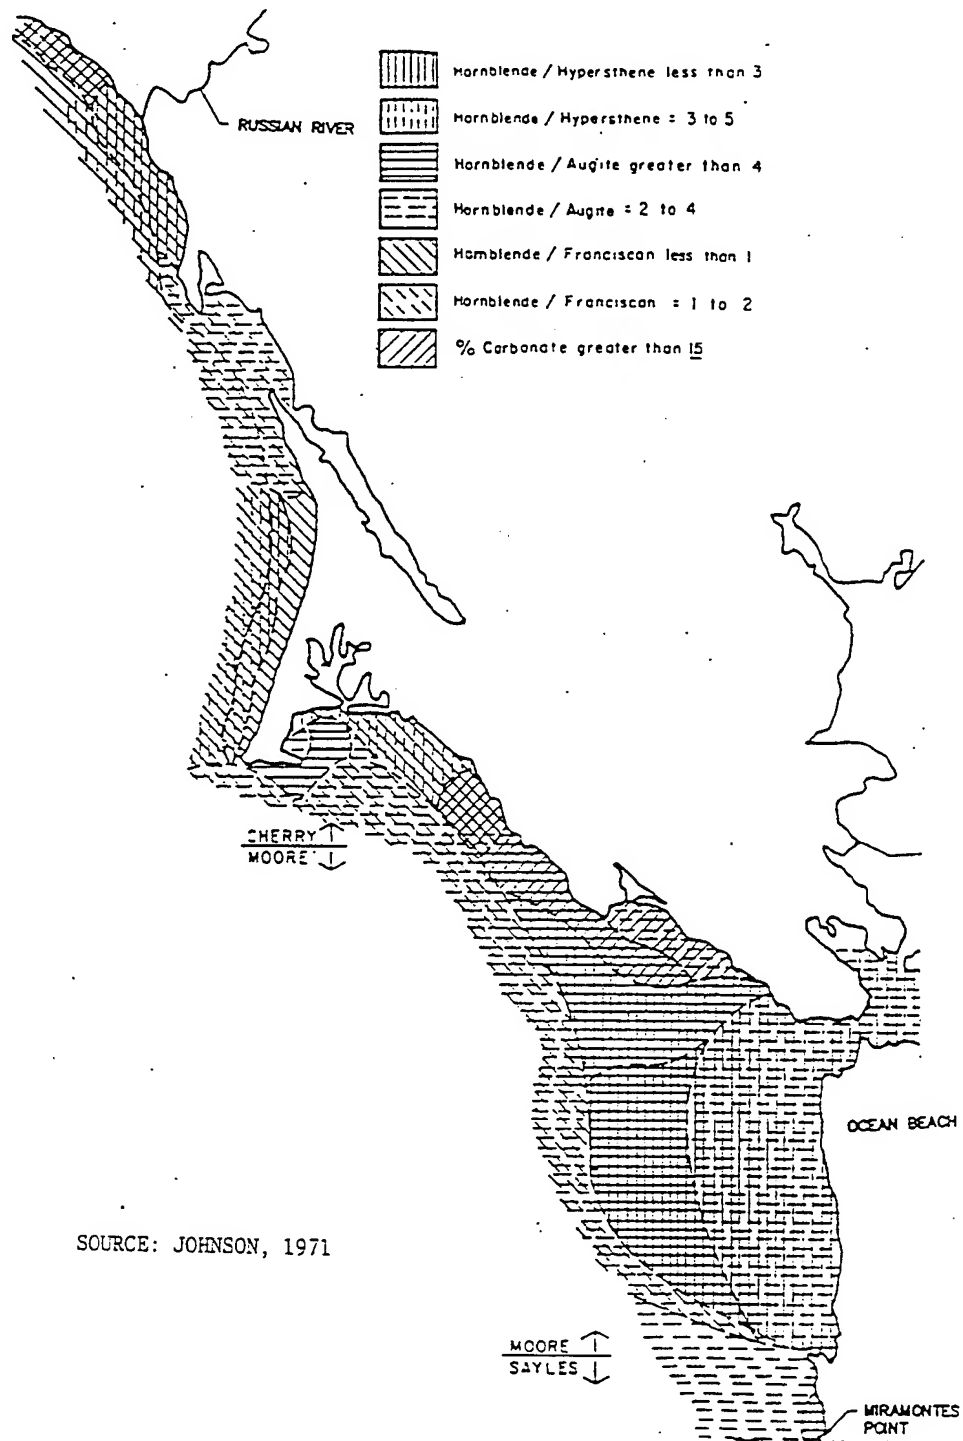 RUSSIAN RIVER
Hornblende / Hypersthene less than 3
Hornblende / Hypersthene = 3 to 5
Hornblende / Augite greater than 4
Hornblende / Augite = 2 to 4
Hornblende / Franciscan less than 1
Hornblende / Franciscan = 1 to 2
% Carbonate greater than 15
CHERRY
MOORE
OCEAN BEACH
SOURCE: JOHNSON, 1971
MOORE
SAYLES
MIRAMONTES
POINT